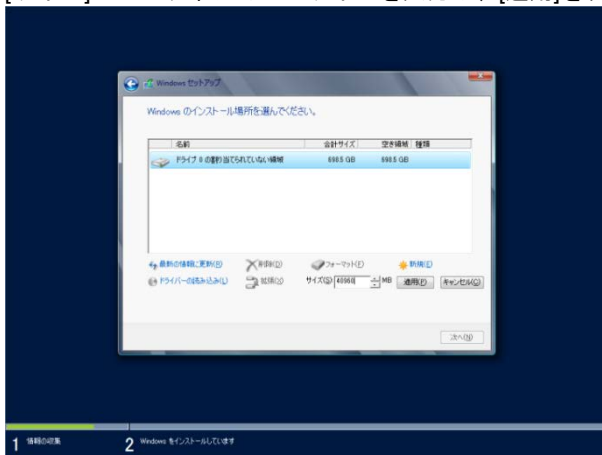 Windows セットアップ
Windows のインストール場所を選んでください。
名前 合計サイズ 空き領域 種類
ドライブ 0 の割り当てられていない領域 698.5 GB 698.5 GB
最新の情報に更新(R) 削除(D) フォーマット(F) 新規(E)
ドライバーの読み込み(L) 拡張(X) サイズ(S) 40960 MB 適用(P) キャンセル(C)
次へ(N)
1 情報の収集 2 Windows をインストールしています